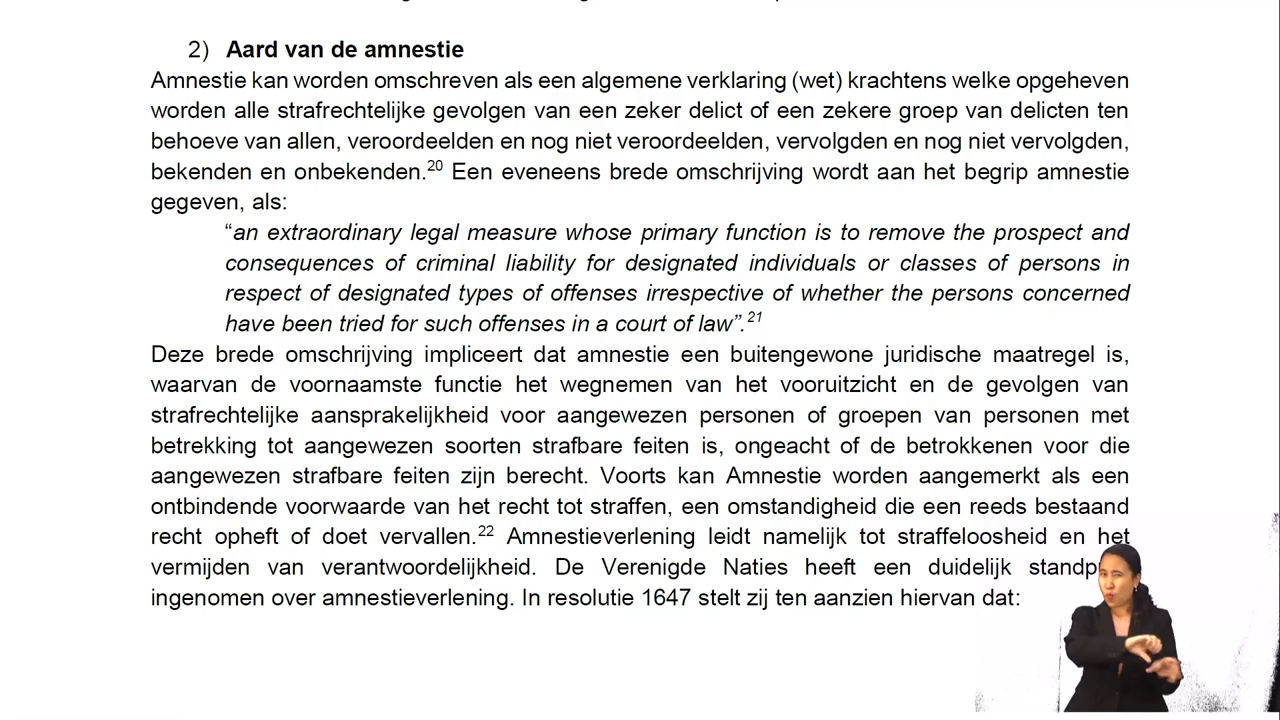 2) Aard van de amnestie
Amnestie kan worden omschreven als een algemene verklaring (wet) krachtens welke opgeheven
worden alle strafrechtelijke gevolgen van een zeker delict of een zekere groep van delicten ten
behoeve van allen, veroordeelden en nog niet veroordeelden, vervolgden en nog niet vervolgden,
bekenden en onbekenden.20 Een eveneens brede omschrijving wordt aan het begrip amnestie
gegeven, als:
“an extraordinary legal measure whose primary function is to remove the prospect and
consequences of criminal liability for designated individuals or classes of persons in
respect of designated types of offenses irrespective of whether the persons concerned
have been tried for such offenses in a court of law”.21
Deze brede omschrijving impliceert dat amnestie een buitengewone juridische maatregel is,
waarvan de voornaamste functie het wegnemen van het vooruitzicht en de gevolgen van
strafrechtelijke aansprakelijkheid voor aangewezen personen of groepen van personen met
betrekking tot aangewezen soorten strafbare feiten is, ongeacht of de betrokkenen voor die
aangewezen strafbare feiten zijn berecht. Voorts kan Amnestie worden aangemerkt als een
ontbindende voorwaarde van het recht tot straffen, een omstandigheid die een reeds bestaand
recht opheft of doet vervallen.22 Amnestieverlening leidt namelijk tot straffeloosheid en het
vermijden van verantwoordelijkheid. De Verenigde Naties heeft een duidelijk standp
ingenomen over amnestieverlening. In resolutie 1647 stelt zij ten aanzien hiervan dat: